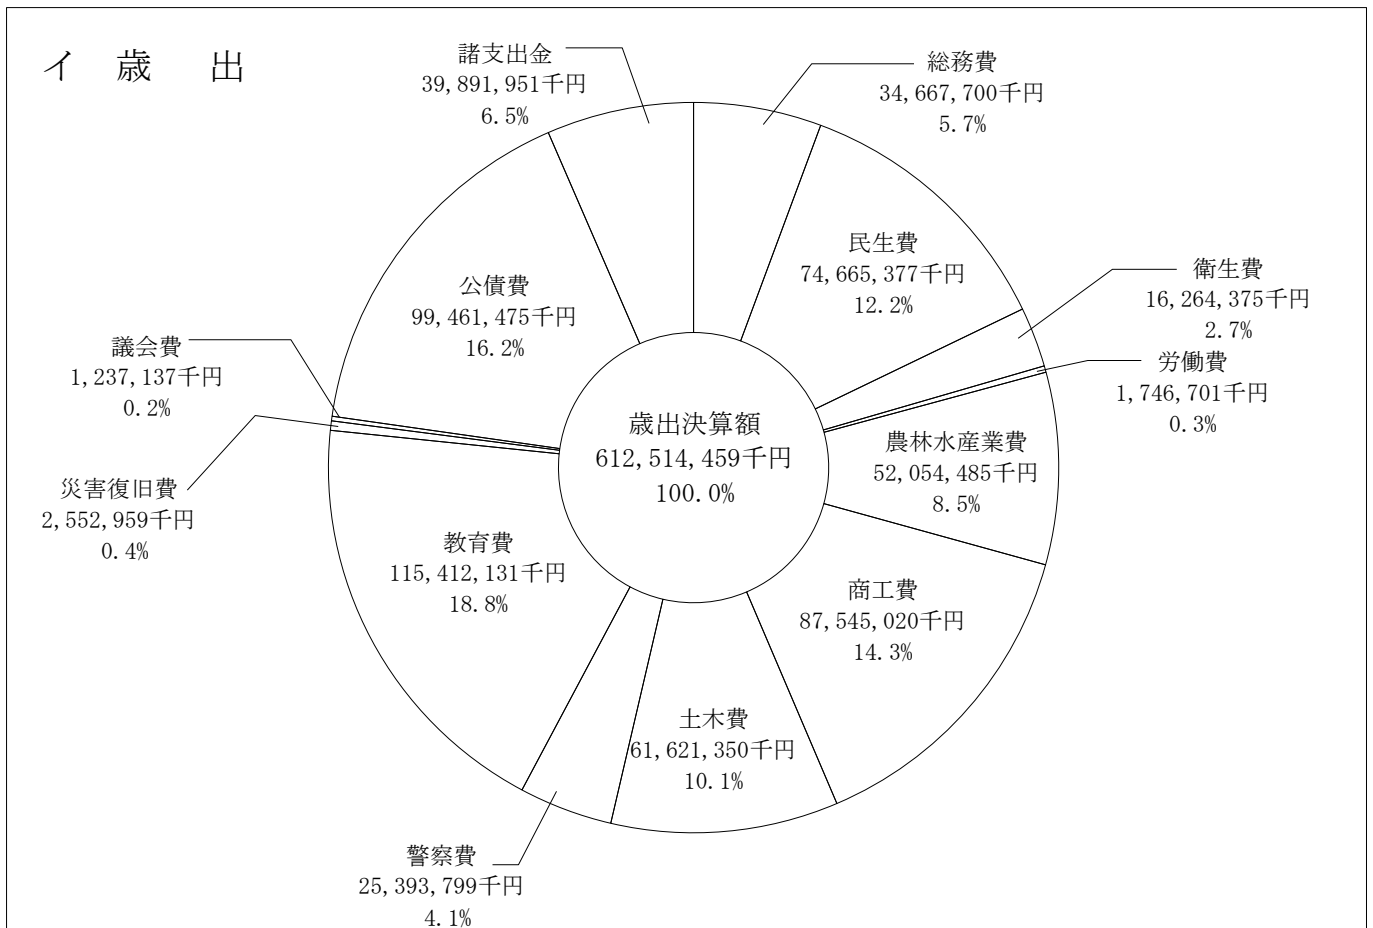 イ 歳 出
諸支出金
39,891,951千円
6.5%
総務費
34,667,700千円
5.7%
民生費
74,665,377千円
12.2%
衛生費
16,264,375千円
2.7%
労働費
1,746,701千円
0.3%
農林水産業費
52,054,485千円
8.5%
商工費
87,545,020千円
14.3%
土木費
61,621,350千円
10.1%
警察費
25,393,799千円
4.1%
教育費
115,412,131千円
18.8%
災害復旧費
2,552,959千円
0.4%
議会費
1,237,137千円
0.2%
公債費
99,461,475千円
16.2%
歳出決算額
612,514,459千円
100.0%